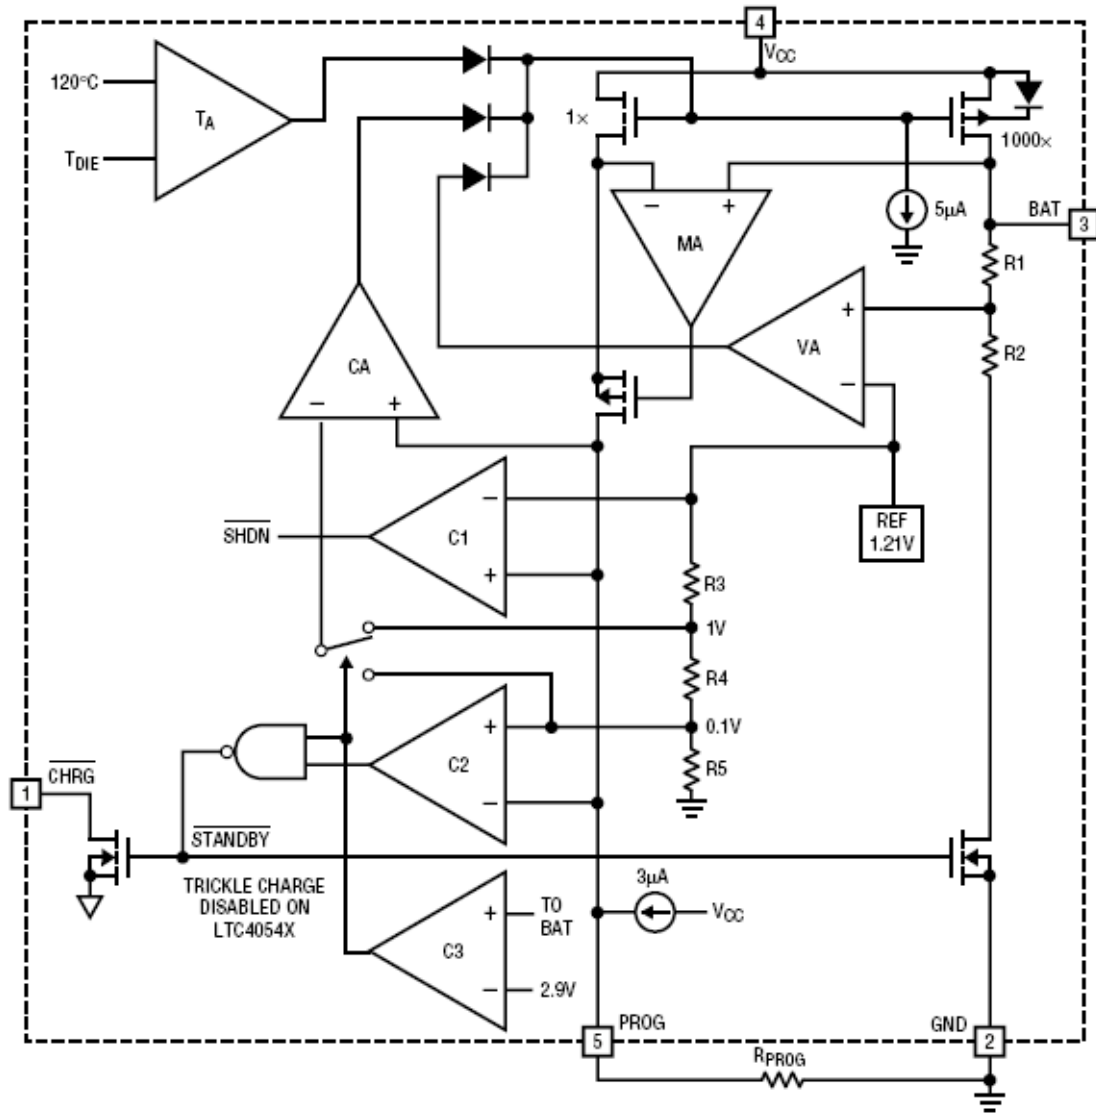 4
VCC
120°C
TA
TDIE
1×
1000×
5μA
BAT
3
– +
MA
R1
+
VA
–
R2
CA
– +
REF
1.21V
–
C1
+
SHDN
R3
1V
R4
0.1V
R5
+
C2
–
CHRG
1
STANDBY
TRICKLE CHARGE
DISABLED ON
LTC4054X
+
C3
–
TO
BAT
2.9V
3μA
VCC
5
PROG
GND
2
RPROG